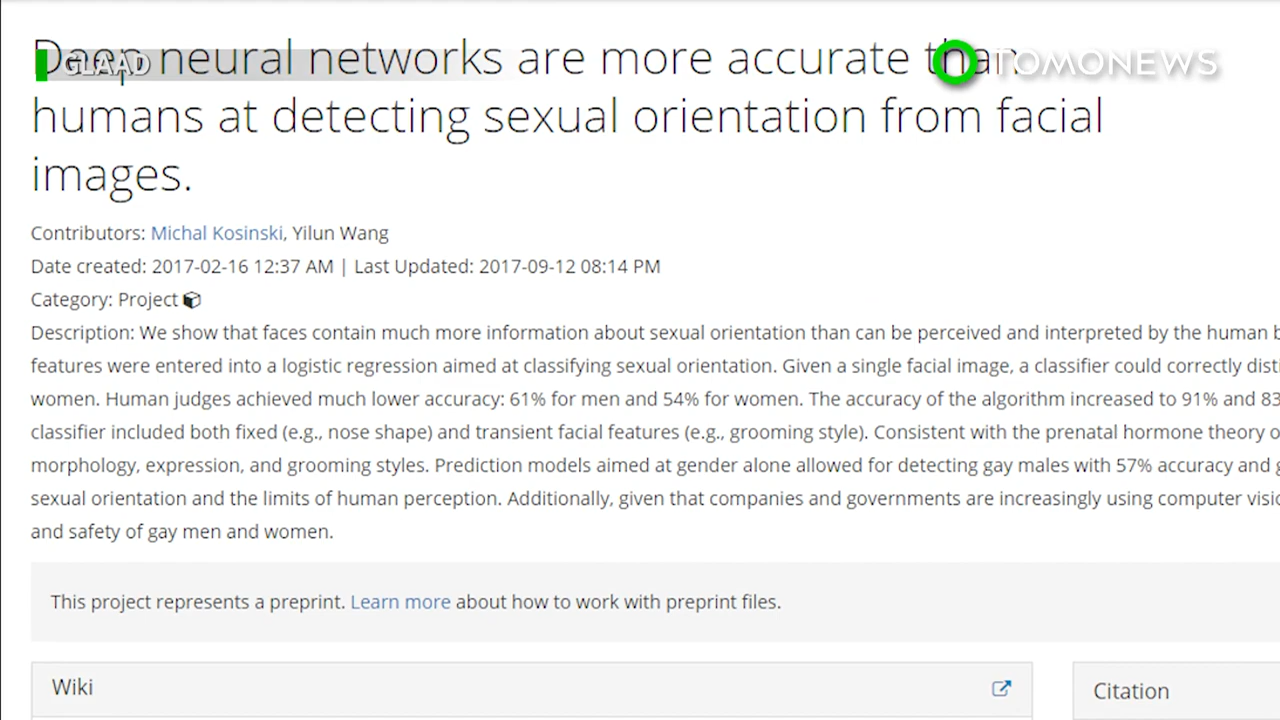 GLAAD
TOMONEWS
Deep neural networks are more accurate than
humans at detecting sexual orientation from facial
images.
Contributors: Michal Kosinski, Yilun Wang
Date created: 2017-02-16 12:37 AM | Last Updated: 2017-09-12 08:14 PM
Category: Project
Description: We show that faces contain much more information about sexual orientation than can be perceived and interpreted by the human
features were entered into a logistic regression aimed at classifying sexual orientation. Given a single facial image, a classifier could correctly
women. Human judges achieved much lower accuracy: 61% for men and 54% for women. The accuracy of the algorithm increased to 91% and
classifier included both fixed (e.g., nose shape) and transient facial features (e.g., grooming style). Consistent with the prenatal hormone theory
morphology, expression, and grooming styles. Prediction models aimed at gender alone allowed for detecting gay males with 57% accuracy and
sexual orientation and the limits of human perception. Additionally, given that companies and governments are increasingly using computer
and safety of gay men and women.
This project represents a preprint. Learn more about how to work with preprint files.
Wiki
Citation